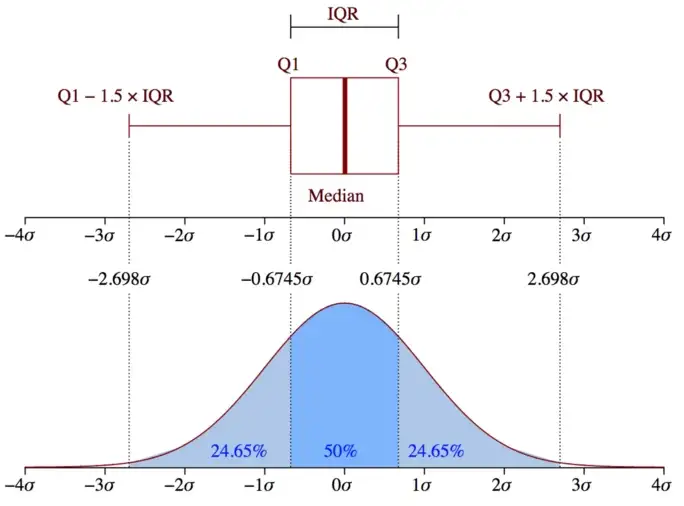 IQR
Q1 Q3
Q1 − 1.5 × IQR Q3 + 1.5 × IQR
Median
−4σ −3σ −2σ −1σ 0σ 1σ 2σ 3σ 4σ
−2.698σ −0.6745σ 0.6745σ 2.698σ
24.65% 50% 24.65%
−4σ −3σ −2σ −1σ 0σ 1σ 2σ 3σ 4σ